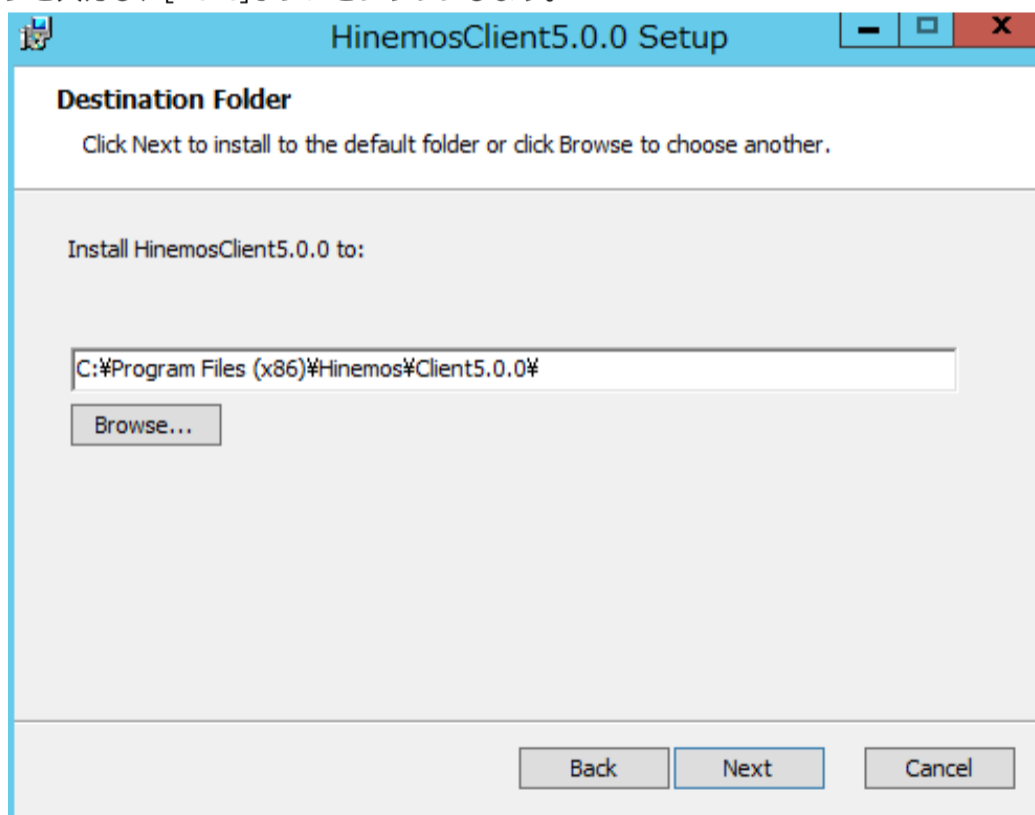 HinemosClient5.0.0 Setup
Destination Folder
Click Next to install to the default folder or click Browse to choose another.
Install HinemosClient5.0.0 to:
C:¥Program Files (x86)¥Hinemos¥Client5.0.0¥
Browse...
Back Next Cancel